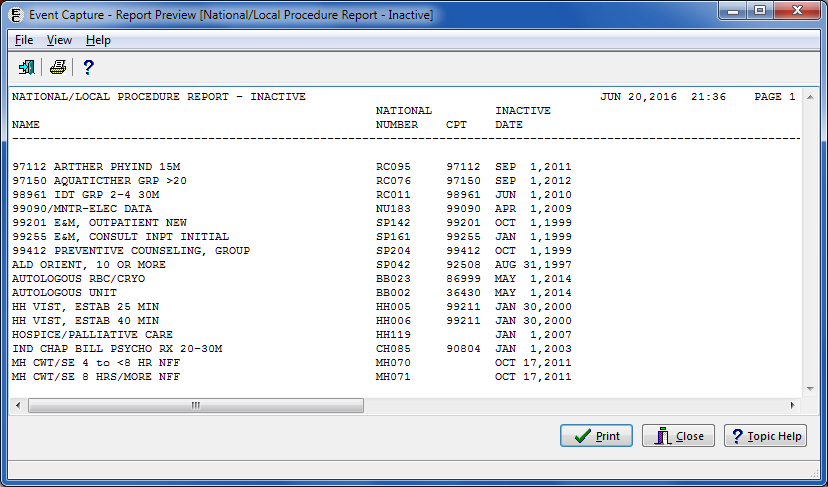 Event Capture - Report Preview [National/Local Procedure Report - Inactive]
File View Help
NATIONAL/LOCAL PROCEDURE REPORT - INACTIVE JUN 20,2016 21:36 PAGE 1
NATIONAL INACTIVE
NAME NUMBER CPT DATE
97112 ARTTHER PHYIND 15M RC095 97112 SEP 1,2011
97150 AQUATICTHER GRP >20 RC076 97150 SEP 1,2012
98961 IDT GRP 2-4 30M RC011 98961 JUN 1,2010
99090/MNTR-ELEC DATA NU183 99090 APR 1,2009
99201 E&M, OUTPATIENT NEW SP142 99201 OCT 1,1999
99255 E&M, CONSULT INPT INITIAL SP161 99255 JAN 1,1999
99412 PREVENTIVE COUNSELING, GROUP SP204 99412 OCT 1,1999
ALD ORIENT, 10 OR MORE SP042 92508 AUG 31,1997
AUTOLOGOUS RBC/CRYO BB023 86999 MAY 1,2014
AUTOLOGOUS UNIT BB002 36430 MAY 1,2014
HH VIST, ESTAB 25 MIN HH005 99211 JAN 30,2000
HH VIST, ESTAB 40 MIN HH006 99211 JAN 30,2000
HOSPICE/PALLIATIVE CARE HH119 JAN 1,2007
IND CHAP BILL PSYCHO RX 20-30M CH085 90804 JAN 1,2003
MH CWT/SE 4 to <8 HR NFF MH070 OCT 17,2011
MH CWT/SE 8 HRS/MORE NFF MH071 OCT 17,2011
Print Close Topic Help